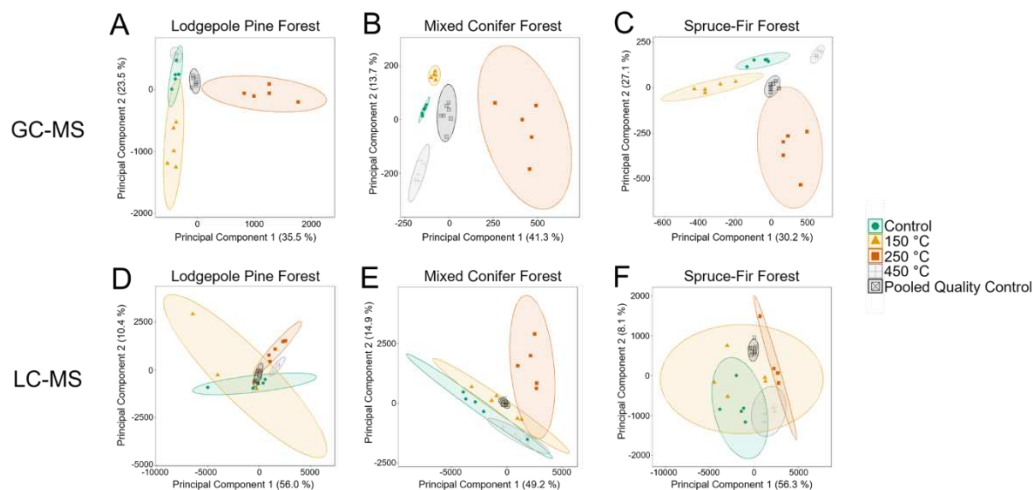 A Lodgepole Pine Forest
B Mixed Conifer Forest
C Spruce-Fir Forest
GC-MS
Principal Component 2 (23.5 %)
0
-1000
-2000
0 1000 2000
Principal Component 1 (35.5 %)
Principal Component 2 (13.7 %)
200
0
-200
-250 0 250 500
Principal Component 1 (41.3 %)
Principal Component 2 (27.1 %)
250
0
-250
-500
-600 -400 -200 0 200
Principal Component 1 (30.2 %)
Control
150 °C
250 °C
450 °C
Pooled Quality Control
D Lodgepole Pine Forest
E Mixed Conifer Forest
F Spruce-Fir Forest
LC-MS
Principal Component 2 (10.4 %)
2500
0
-2500
-5000
-10000 -5000 0 5000
Principal Component 1 (56.0 %)
Principal Component 2 (14.9 %)
2500
0
-2500
-5000 0 5000
Principal Component 1 (49.2 %)
Principal Component 2 (8.1 %)
2000
1000
0
-1000
-2000
-10000 -5000 0 5000
Principal Component 1 (56.3 %)